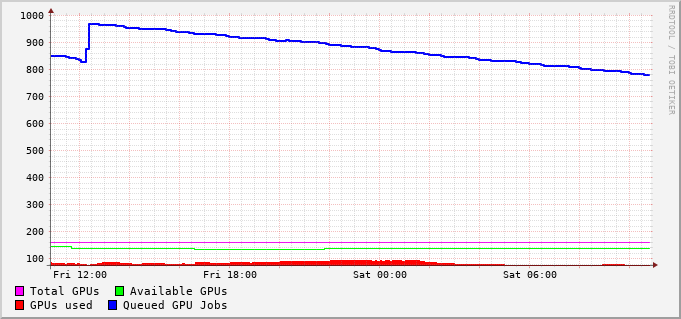 1000
900
800
700
600
500
400
300
200
100
Fri 12:00 Fri 18:00 Sat 00:00 Sat 06:00
Total GPUs Available GPUs
GPUs used Queued GPU Jobs
RRDTOOL / TOBI OETIKER